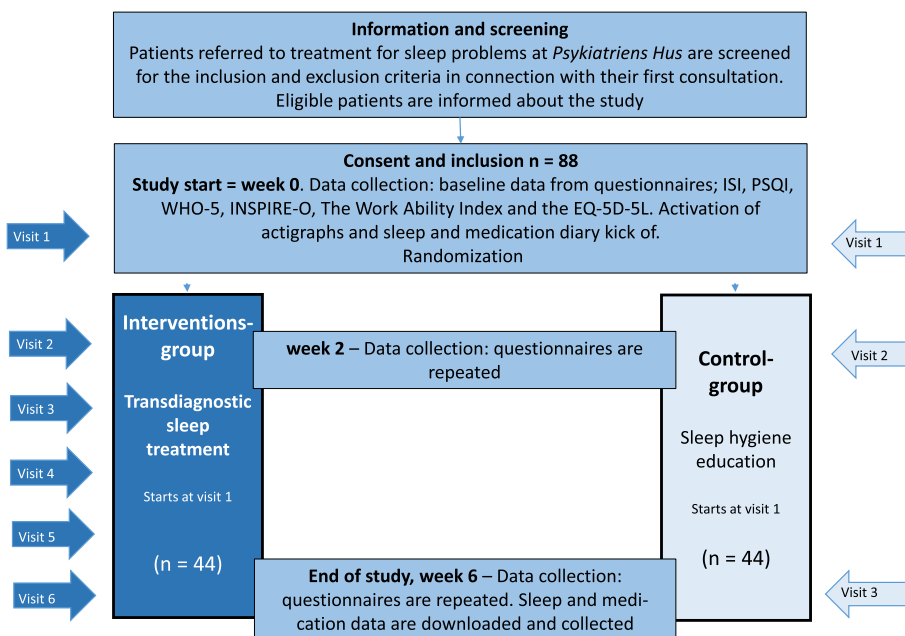 Information and screening
Patients referred to treatment for sleep problems at Psykiatriens Hus are screened
for the inclusion and exclusion criteria in connection with their first consultation.
Eligible patients are informed about the study
Consent and inclusion n = 88
Study start = week 0. Data collection: baseline data from questionnaires; ISI, PSQI,
WHO-5, INSPIRE-O, The Work Ability Index and the EQ-5D-5L. Activation of
actigraphs and sleep and medication diary kick of.
Randomization
Visit 1
Visit 1
Interventions-
group
Transdiagnostic
sleep
treatment
Starts at visit 1
(n = 44)
week 2 – Data collection: questionnaires are
repeated
Control-
group
Sleep hygiene
education
Starts at visit 1
(n = 44)
Visit 2
Visit 3
Visit 4
Visit 5
Visit 6
Visit 2
Visit 3
End of study, week 6 – Data collection:
questionnaires are repeated. Sleep and medi-
cation data are downloaded and collected